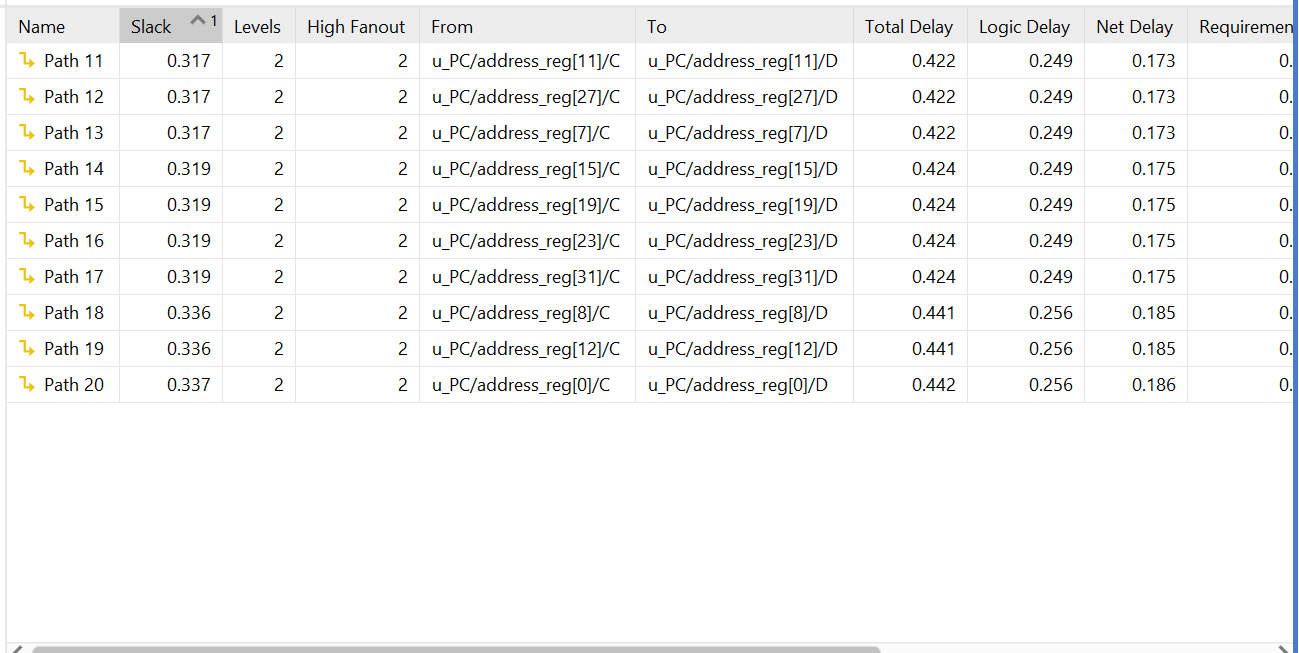 Name Slack 1 Levels High Fanout From To Total Delay Logic Delay Net Delay Requiremen
Path 11 0.317 2 2 u_PC/address_reg[11]/C u_PC/address_reg[11]/D 0.422 0.249 0.173 0.
Path 12 0.317 2 2 u_PC/address_reg[27]/C u_PC/address_reg[27]/D 0.422 0.249 0.173 0.
Path 13 0.317 2 2 u_PC/address_reg[7]/C u_PC/address_reg[7]/D 0.422 0.249 0.173 0.
Path 14 0.319 2 2 u_PC/address_reg[15]/C u_PC/address_reg[15]/D 0.424 0.249 0.175 0.
Path 15 0.319 2 2 u_PC/address_reg[19]/C u_PC/address_reg[19]/D 0.424 0.249 0.175 0.
Path 16 0.319 2 2 u_PC/address_reg[23]/C u_PC/address_reg[23]/D 0.424 0.249 0.175 0.
Path 17 0.319 2 2 u_PC/address_reg[31]/C u_PC/address_reg[31]/D 0.424 0.249 0.175 0.
Path 18 0.336 2 2 u_PC/address_reg[8]/C u_PC/address_reg[8]/D 0.441 0.256 0.185 0.
Path 19 0.336 2 2 u_PC/address_reg[12]/C u_PC/address_reg[12]/D 0.441 0.256 0.185 0.
Path 20 0.337 2 2 u_PC/address_reg[0]/C u_PC/address_reg[0]/D 0.442 0.256 0.186 0.